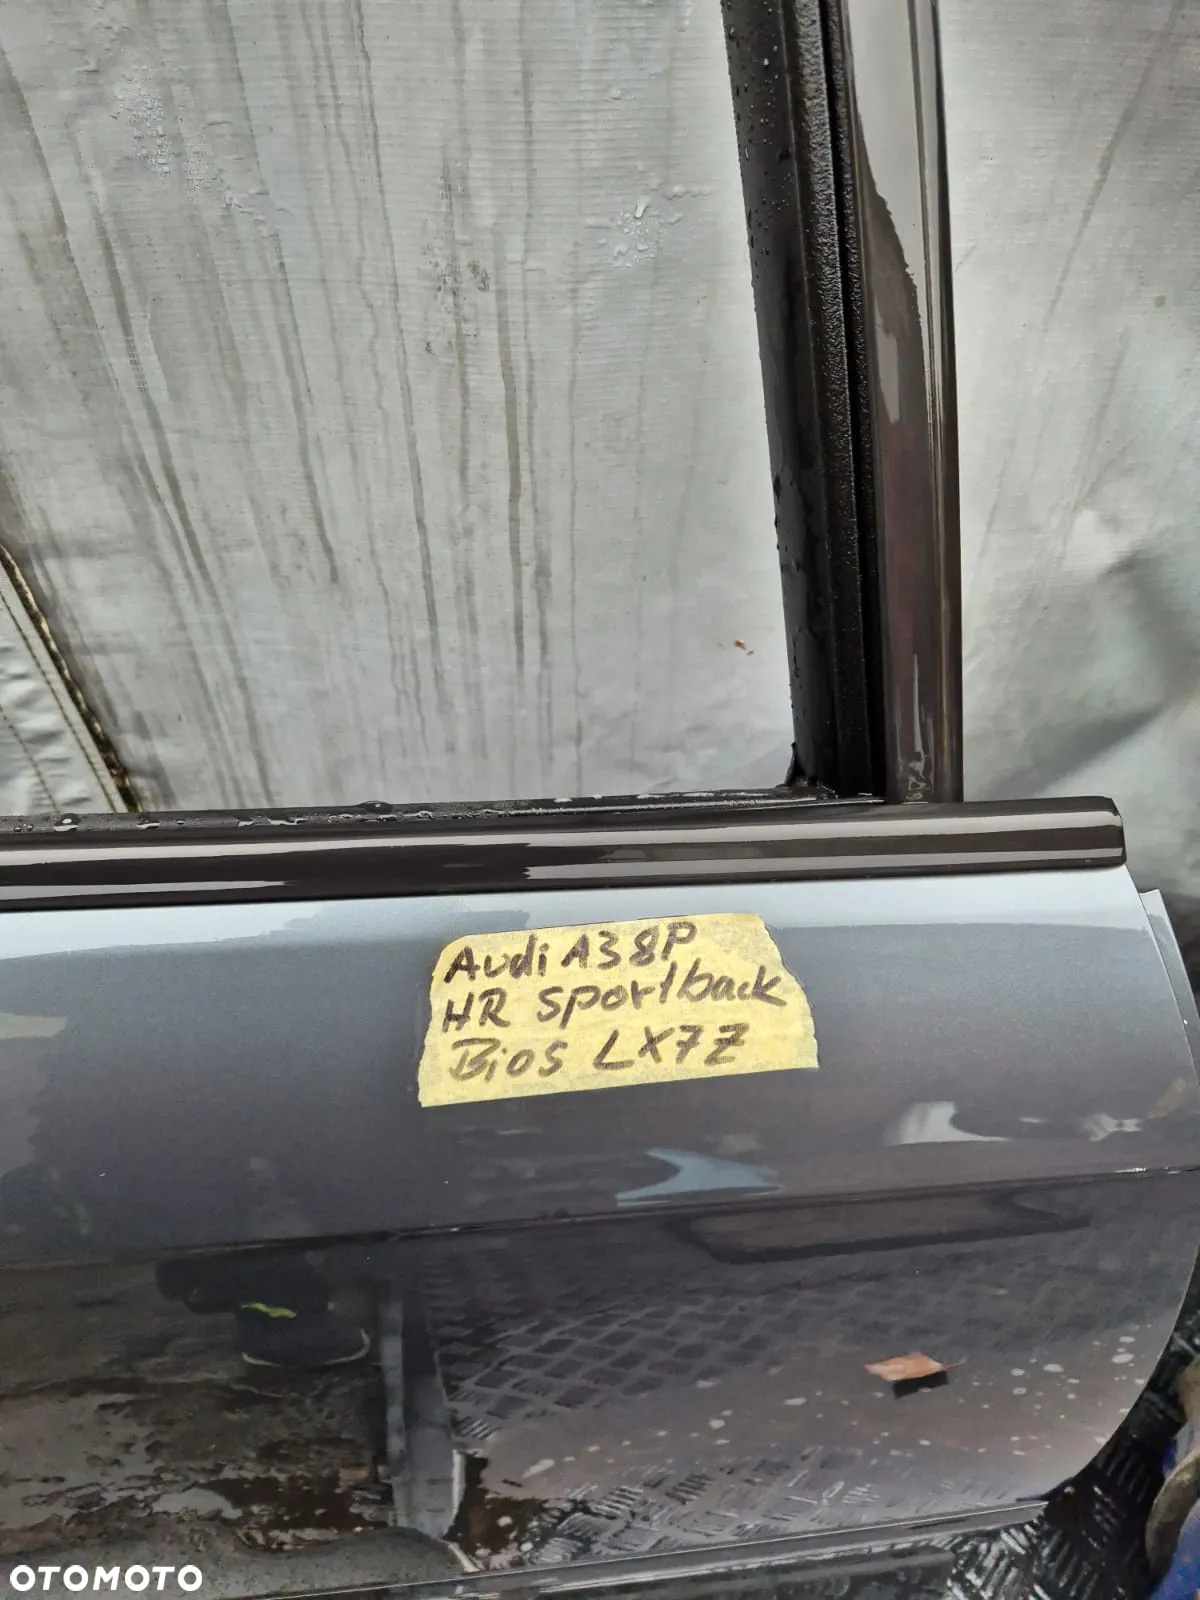 Audi A3 8P
HR Sportback
Bios LX7Z
OTOMOTO